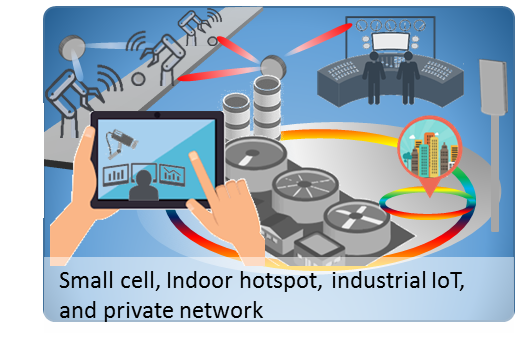 Small cell, Indoor hotspot, industrial IoT,
and private network